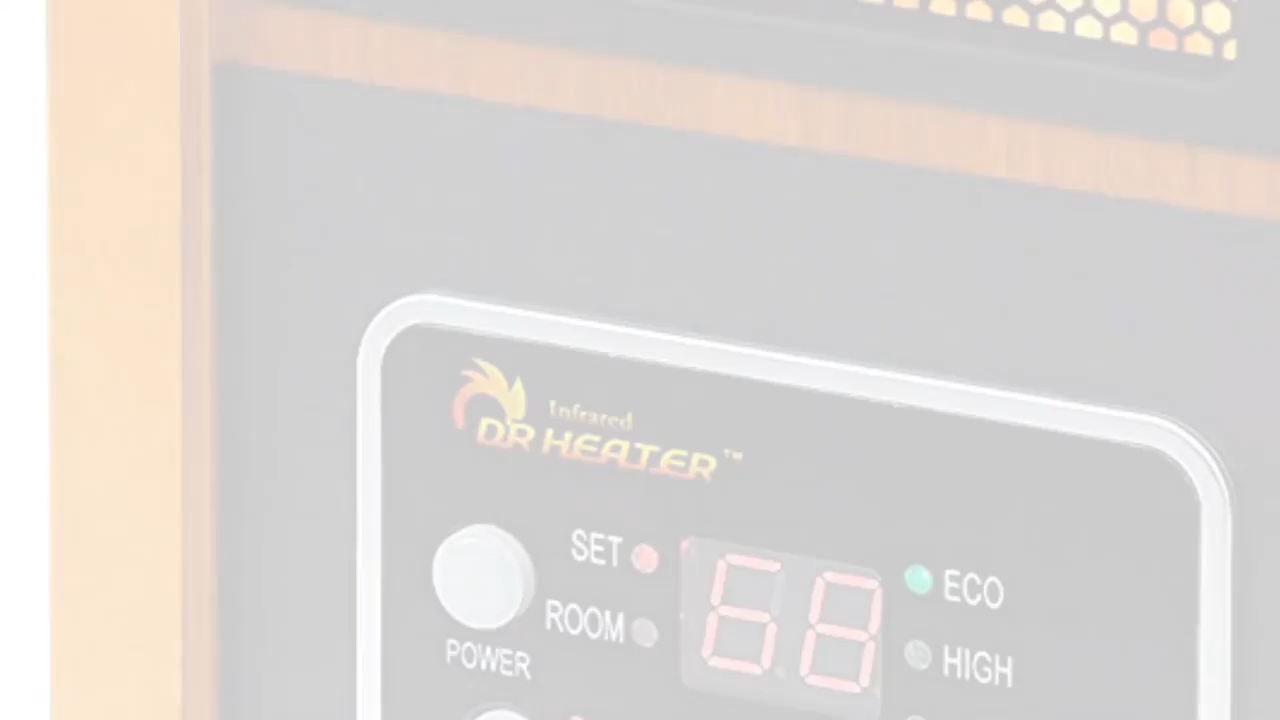 Infrared
DR HEATER™
SET
68
ECO
ROOM
HIGH
POWER